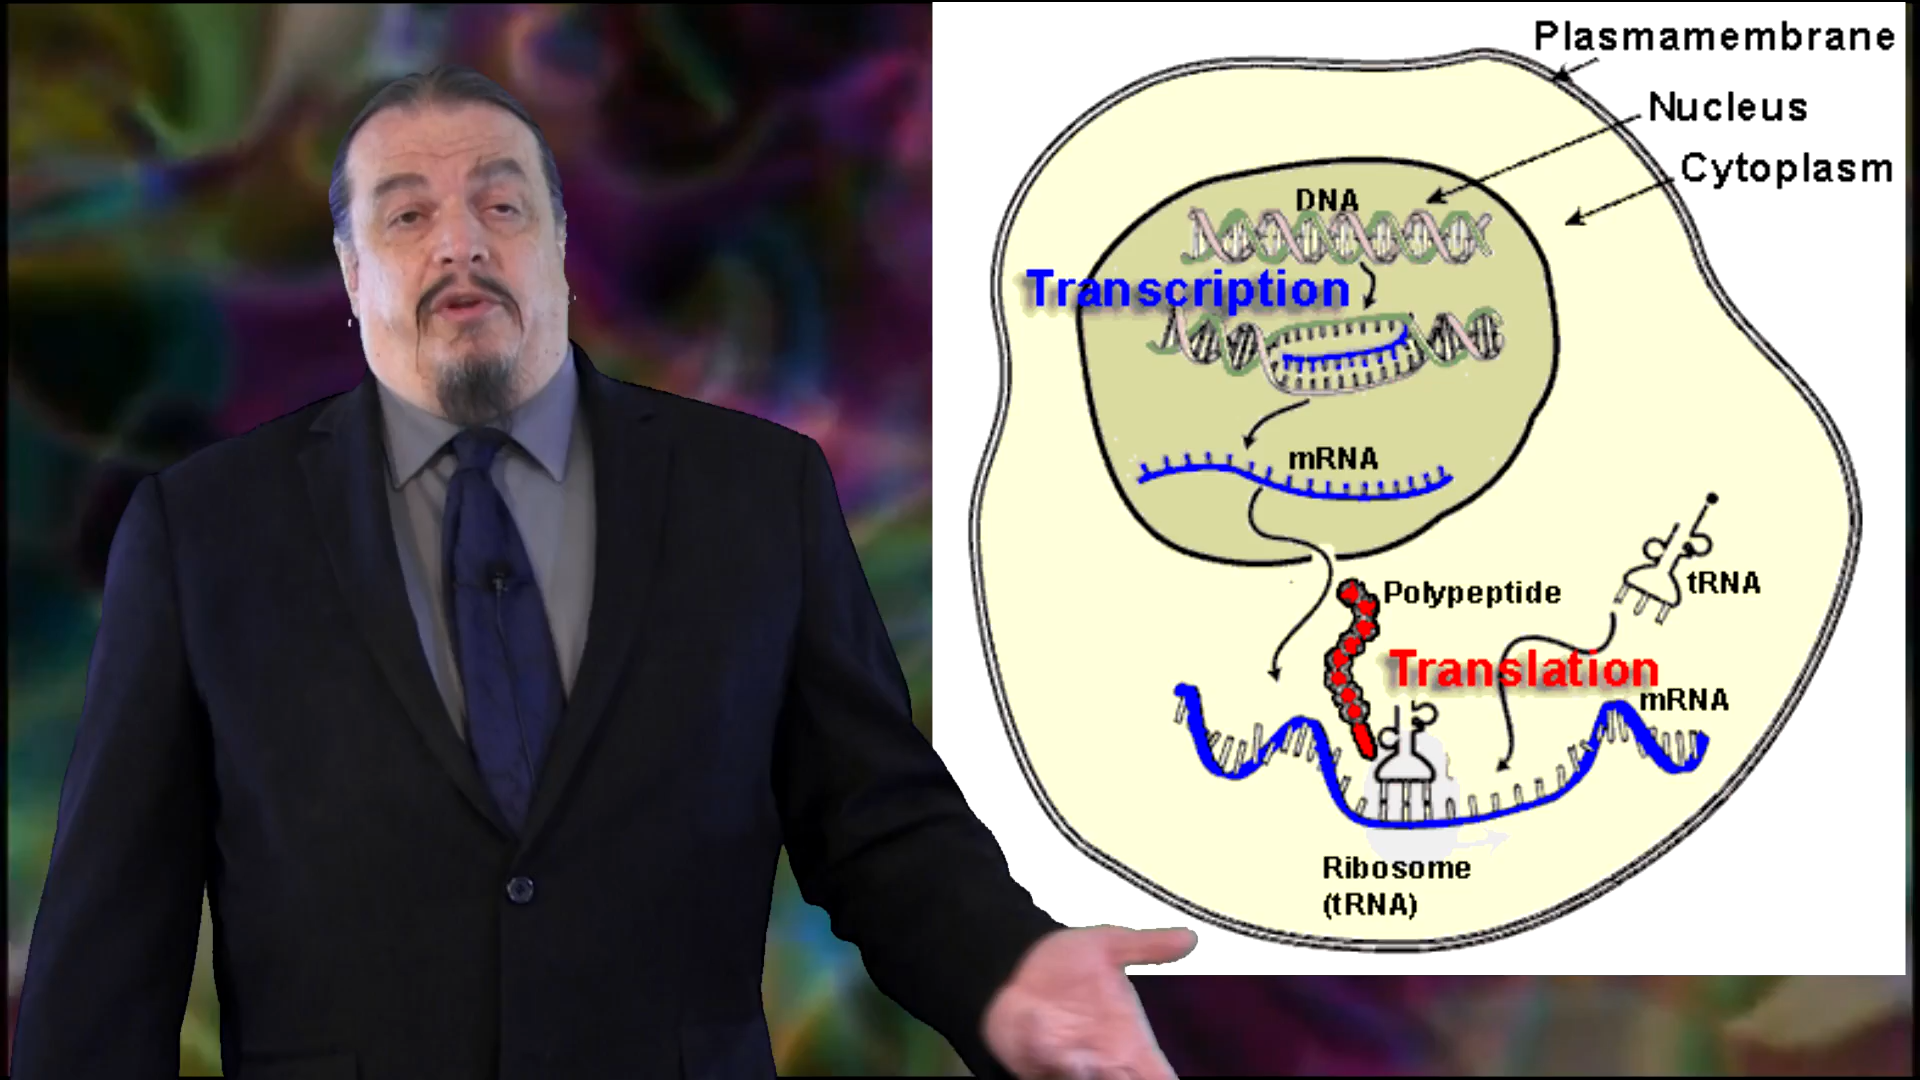 Plasmamembrane
Nucleus
Cytoplasm
DNA
Transcription
mRNA
Polypeptide
tRNA
Translation
mRNA
Ribosome
(tRNA)